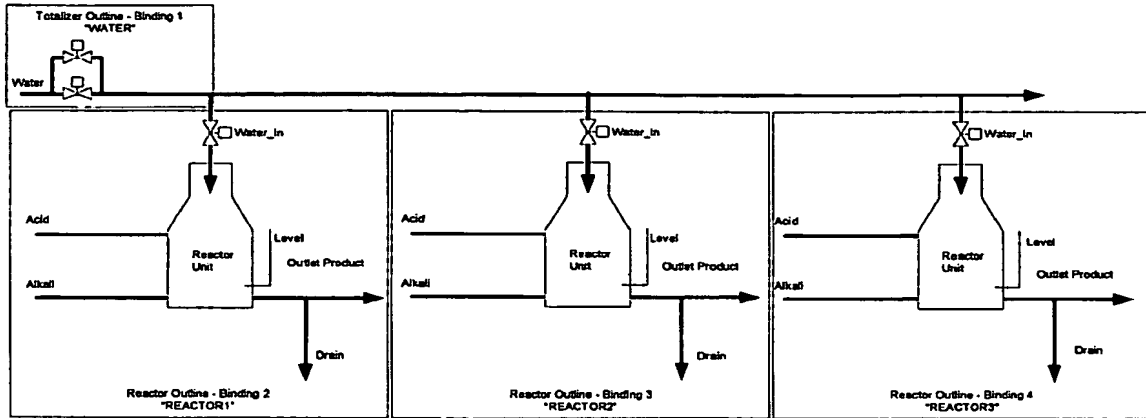 Totalizer Outline - Binding 1
"WATER"
Water
Water_In
Water_In
Water_In
Acid
Reactor
Unit
Level
Outlet Product
Alkali
Drain
Reactor Outline - Binding 2
"REACTOR1"
Acid
Reactor
Unit
Level
Outlet Product
Alkali
Drain
Reactor Outline - Binding 3
"REACTOR2"
Acid
Reactor
Unit
Level
Outlet Product
Alkali
Drain
Reactor Outline - Binding 4
"REACTOR3"